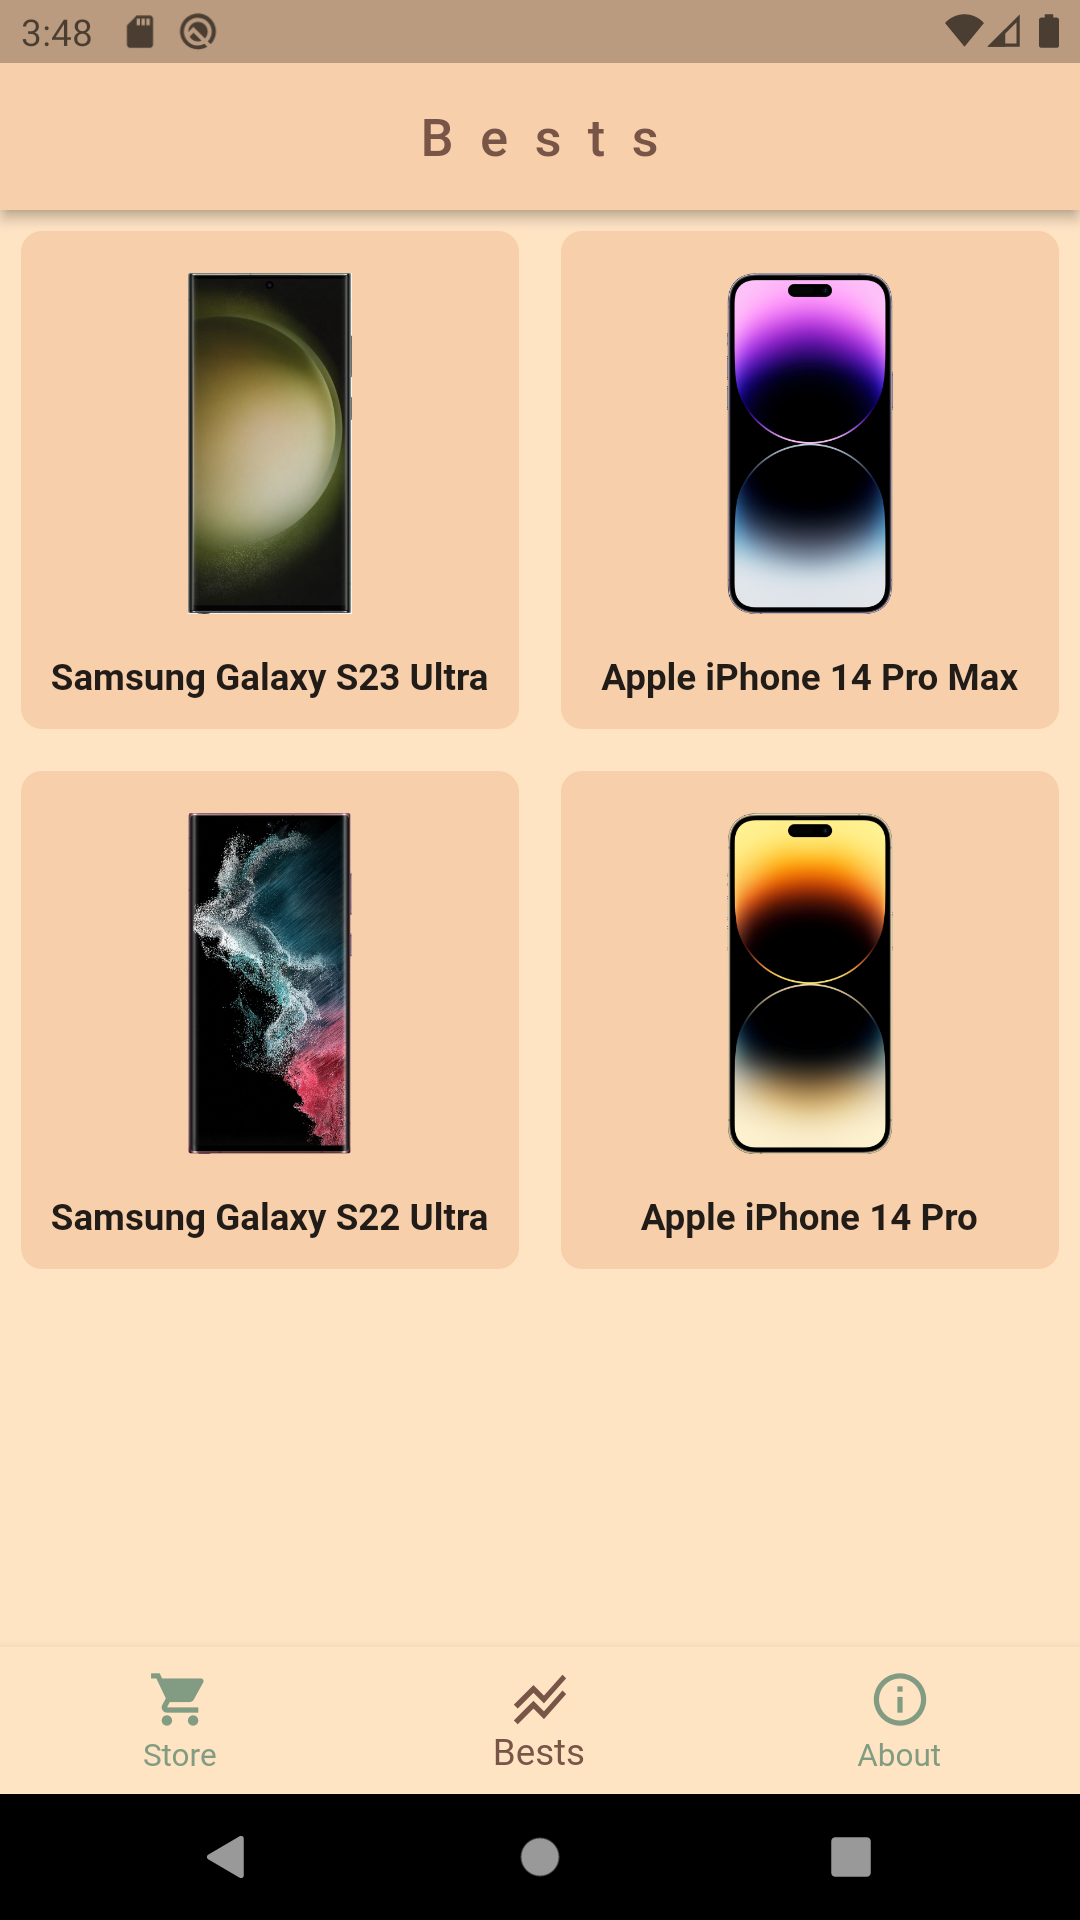 3:48
Bests
Samsung Galaxy S23 Ultra
Apple iPhone 14 Pro Max
Samsung Galaxy S22 Ultra
Apple iPhone 14 Pro
Store
Bests
About